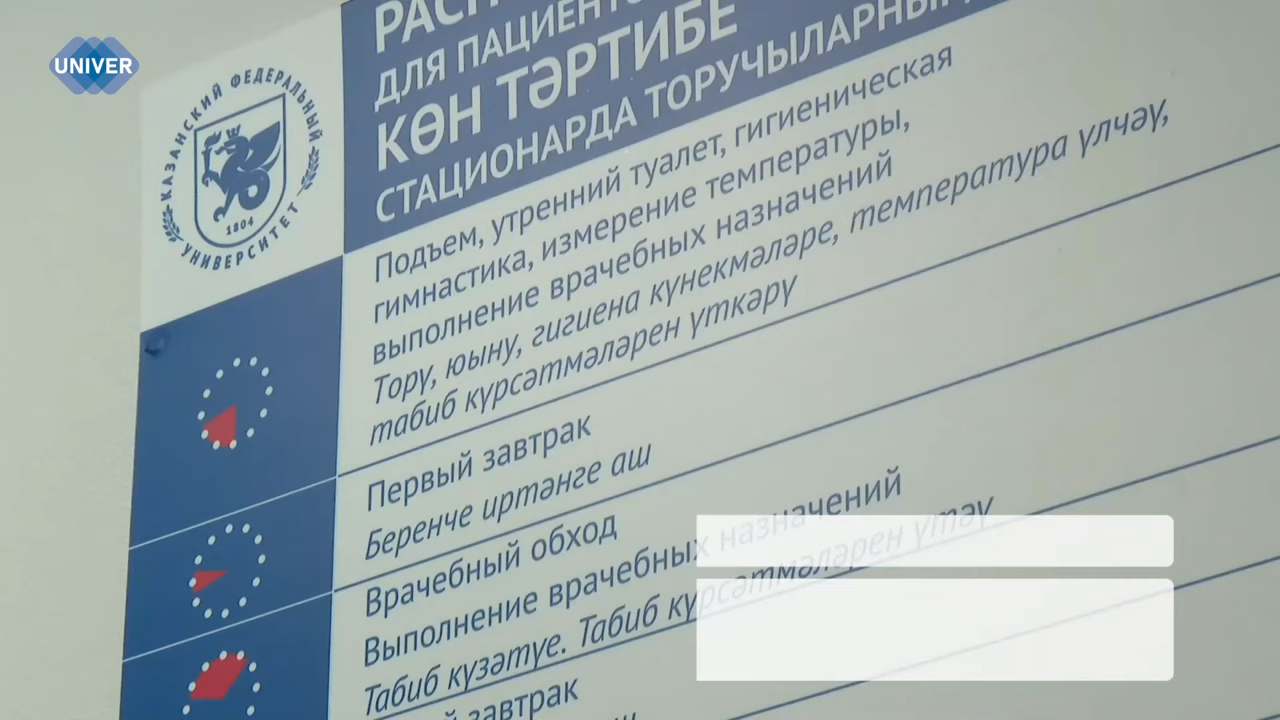 UNIVER
КАЗАНСКИЙ ФЕДЕРАЛЬНЫЙ
УНИВЕРСИТЕТ
1804
ДЛЯ
КӨН ТӘРТИБЕ
СТАЦИОНАРДА
Подъем, утренний туалет, гигиеническая
гимнастика, измерение температуры,
выполнение врачебных назначений
Тору, юыну, гигиена күнекмәләре, температура үлчәү,
табиб күрсәтмәләрен үткәрү
Первый завтрак
Беренче иртәнге аш
Врачебный обход
Выполнение врачебных назначений
Табиб күзәтүе. Табиб күрсәтмәләрен үтәү
завтрак